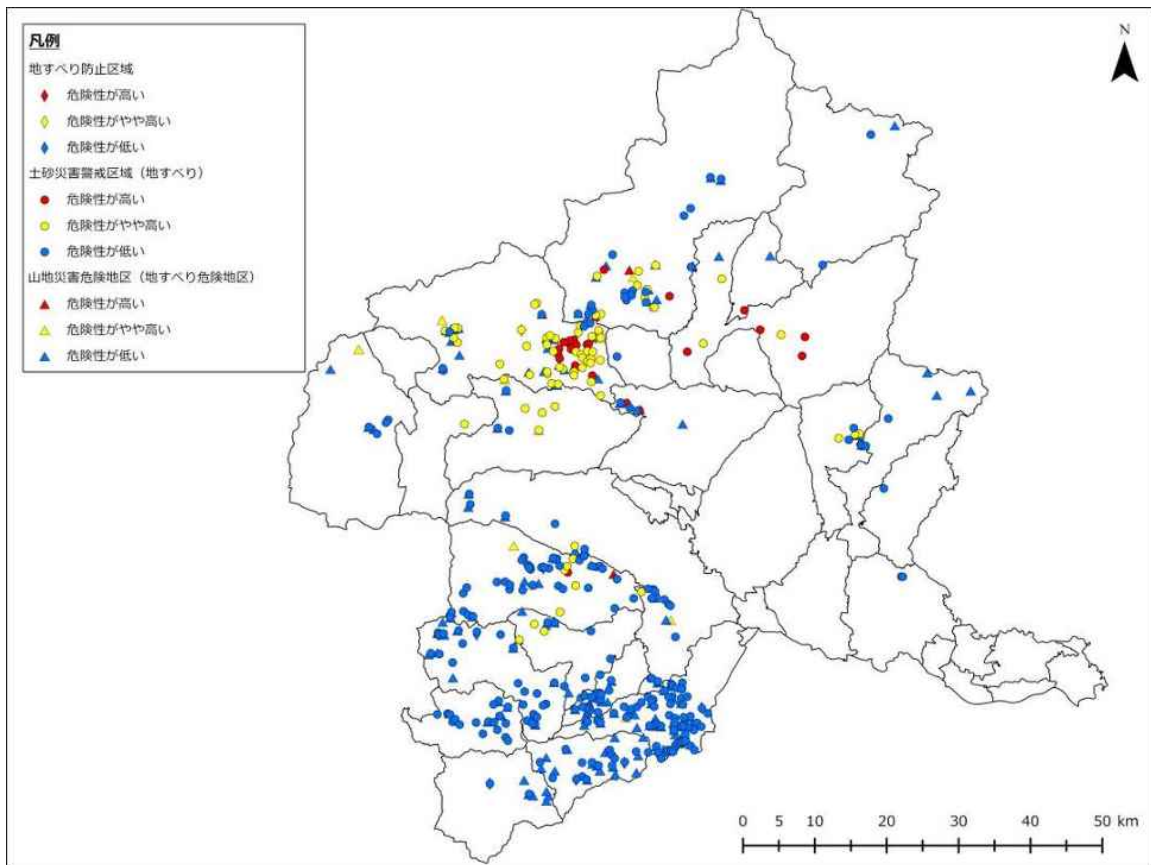 凡例
地すべり防止区域
危険性が高い
危険性がやや高い
危険性が低い
土砂災害警戒区域（地すべり）
危険性が高い
危険性がやや高い
危険性が低い
山地災害危険地区（地すべり危険地区）
危険性が高い
危険性がやや高い
危険性が低い
N
0 5 10 20 30 40 50 km